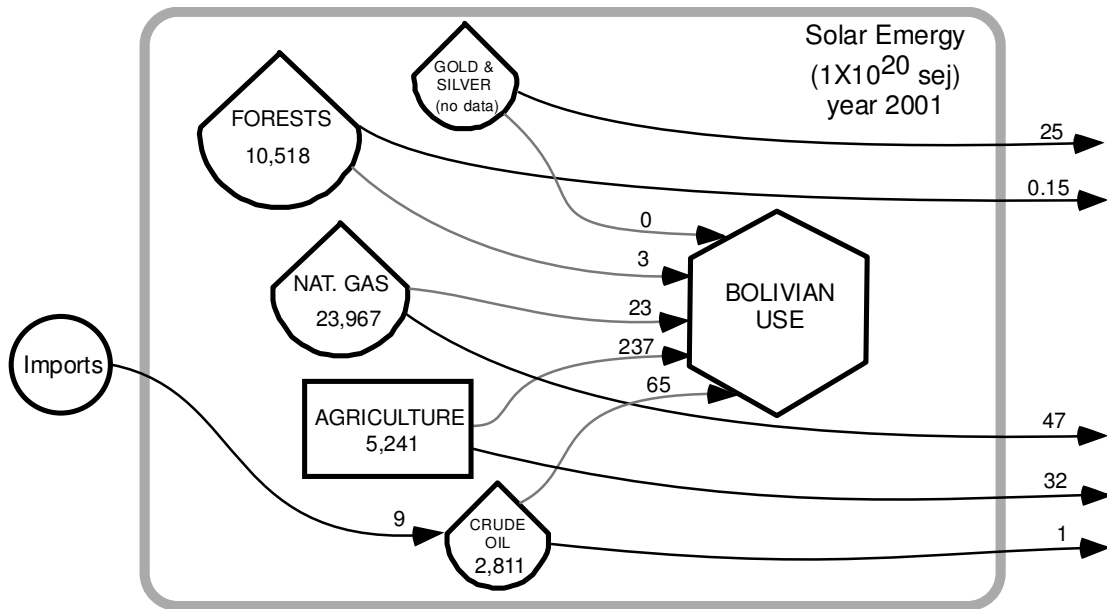 Solar Emergy
(1X10^20 sej)
year 2001
GOLD &
SILVER
(no data)
FORESTS
10,518
25
0.15
0
3
NAT. GAS
23,967
23
BOLIVIAN
USE
237
Imports
65
AGRICULTURE
5,241
47
32
9
CRUDE
OIL
2,811
1